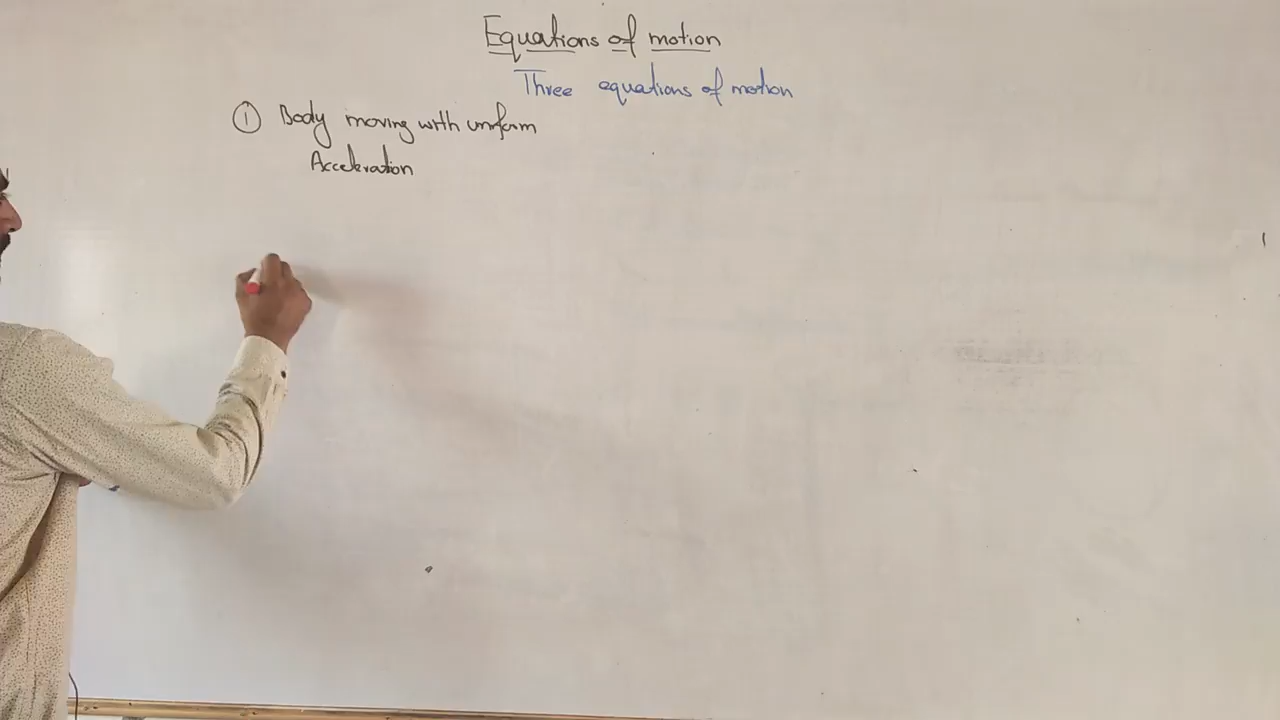 Equations of motion
Three equations of motion
① Body moving with uniform
Acceleration